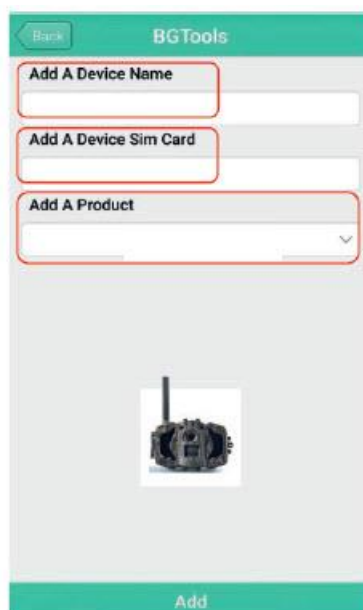 Back
BGTools
Add A Device Name
Add A Device Sim Card
Add A Product
Add